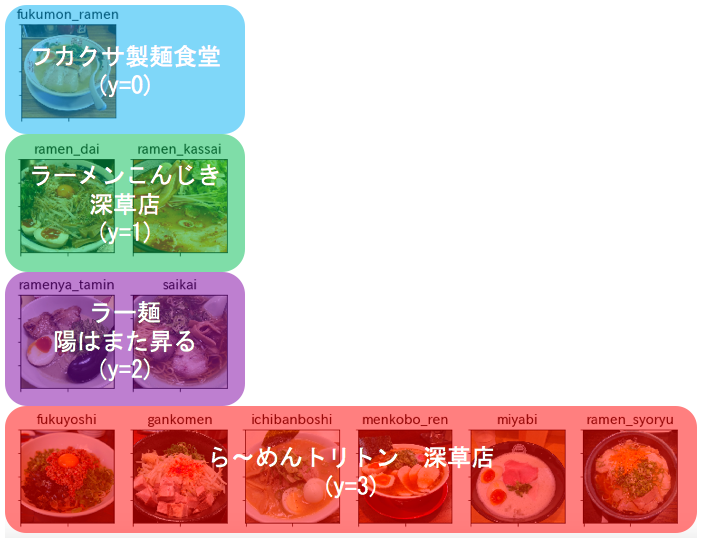 fukumon_ramen
フカクサ製麺食堂
(y=0)
ramen_dai ramen_kassai
ラーメンこんじき
深草店
(y=1)
ramenya_tamin saikai
ラー麺
陽はまた昇る
(y=2)
fukuyoshi gankomen ichibanboshi menkobo_ren miyabi ramen_syoryu
ら～めんトリトン　深草店
(y=3)